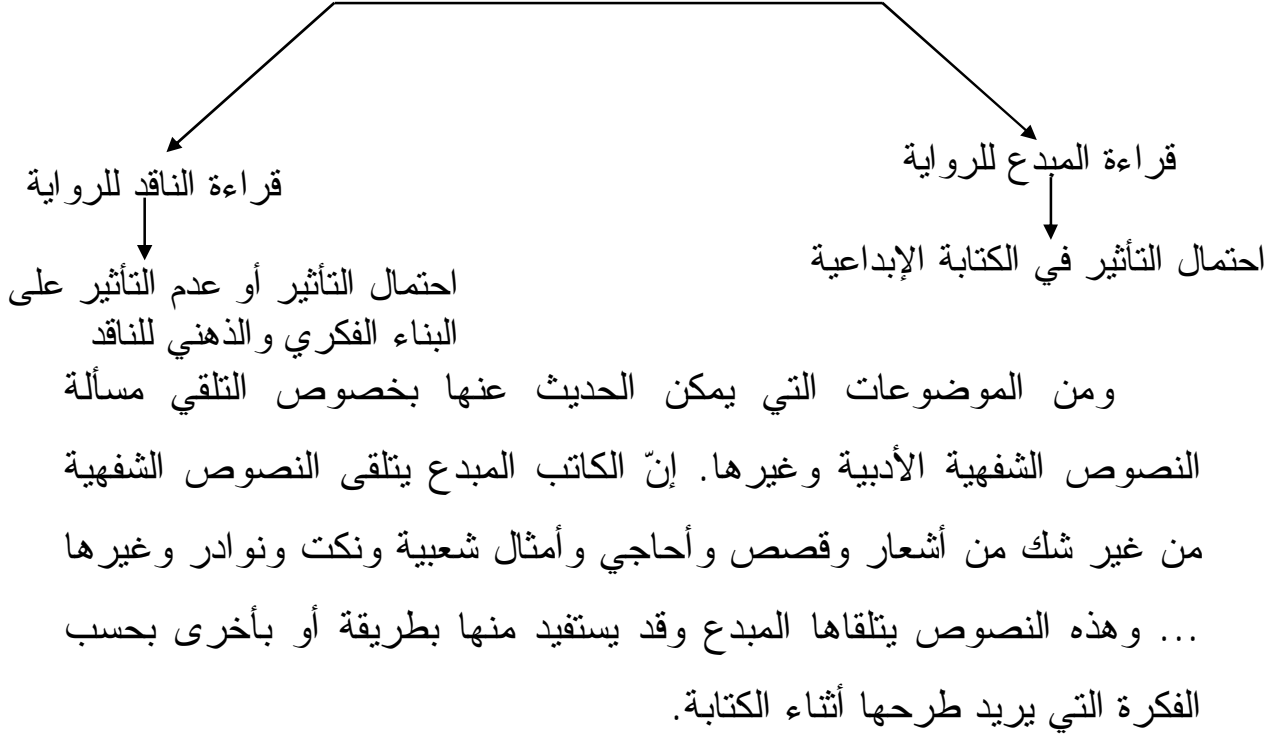 قراءة المبدع للرواية
احتمال التأثير في الكتابة الإبداعية
قراءة الناقد للرواية
احتمال التأثير أو عدم التأثير على
البناء الفكري والذهني للناقد
ومن الموضوعات التي يمكن الحديث عنها بخصوص التلقي مسألة
النصوص الشفهية الأدبية وغيرها. إنّ الكاتب المبدع يتلقى النصوص الشفهية
من غير شك من أشعار وقصص وأحاجي وأمثال شعبية ونكت ونوادر وغيرها
... وهذه النصوص يتلقاها المبدع وقد يستفيد منها بطريقة أو بأخرى بحسب
الفكرة التي يريد طرحها أثناء الكتابة.